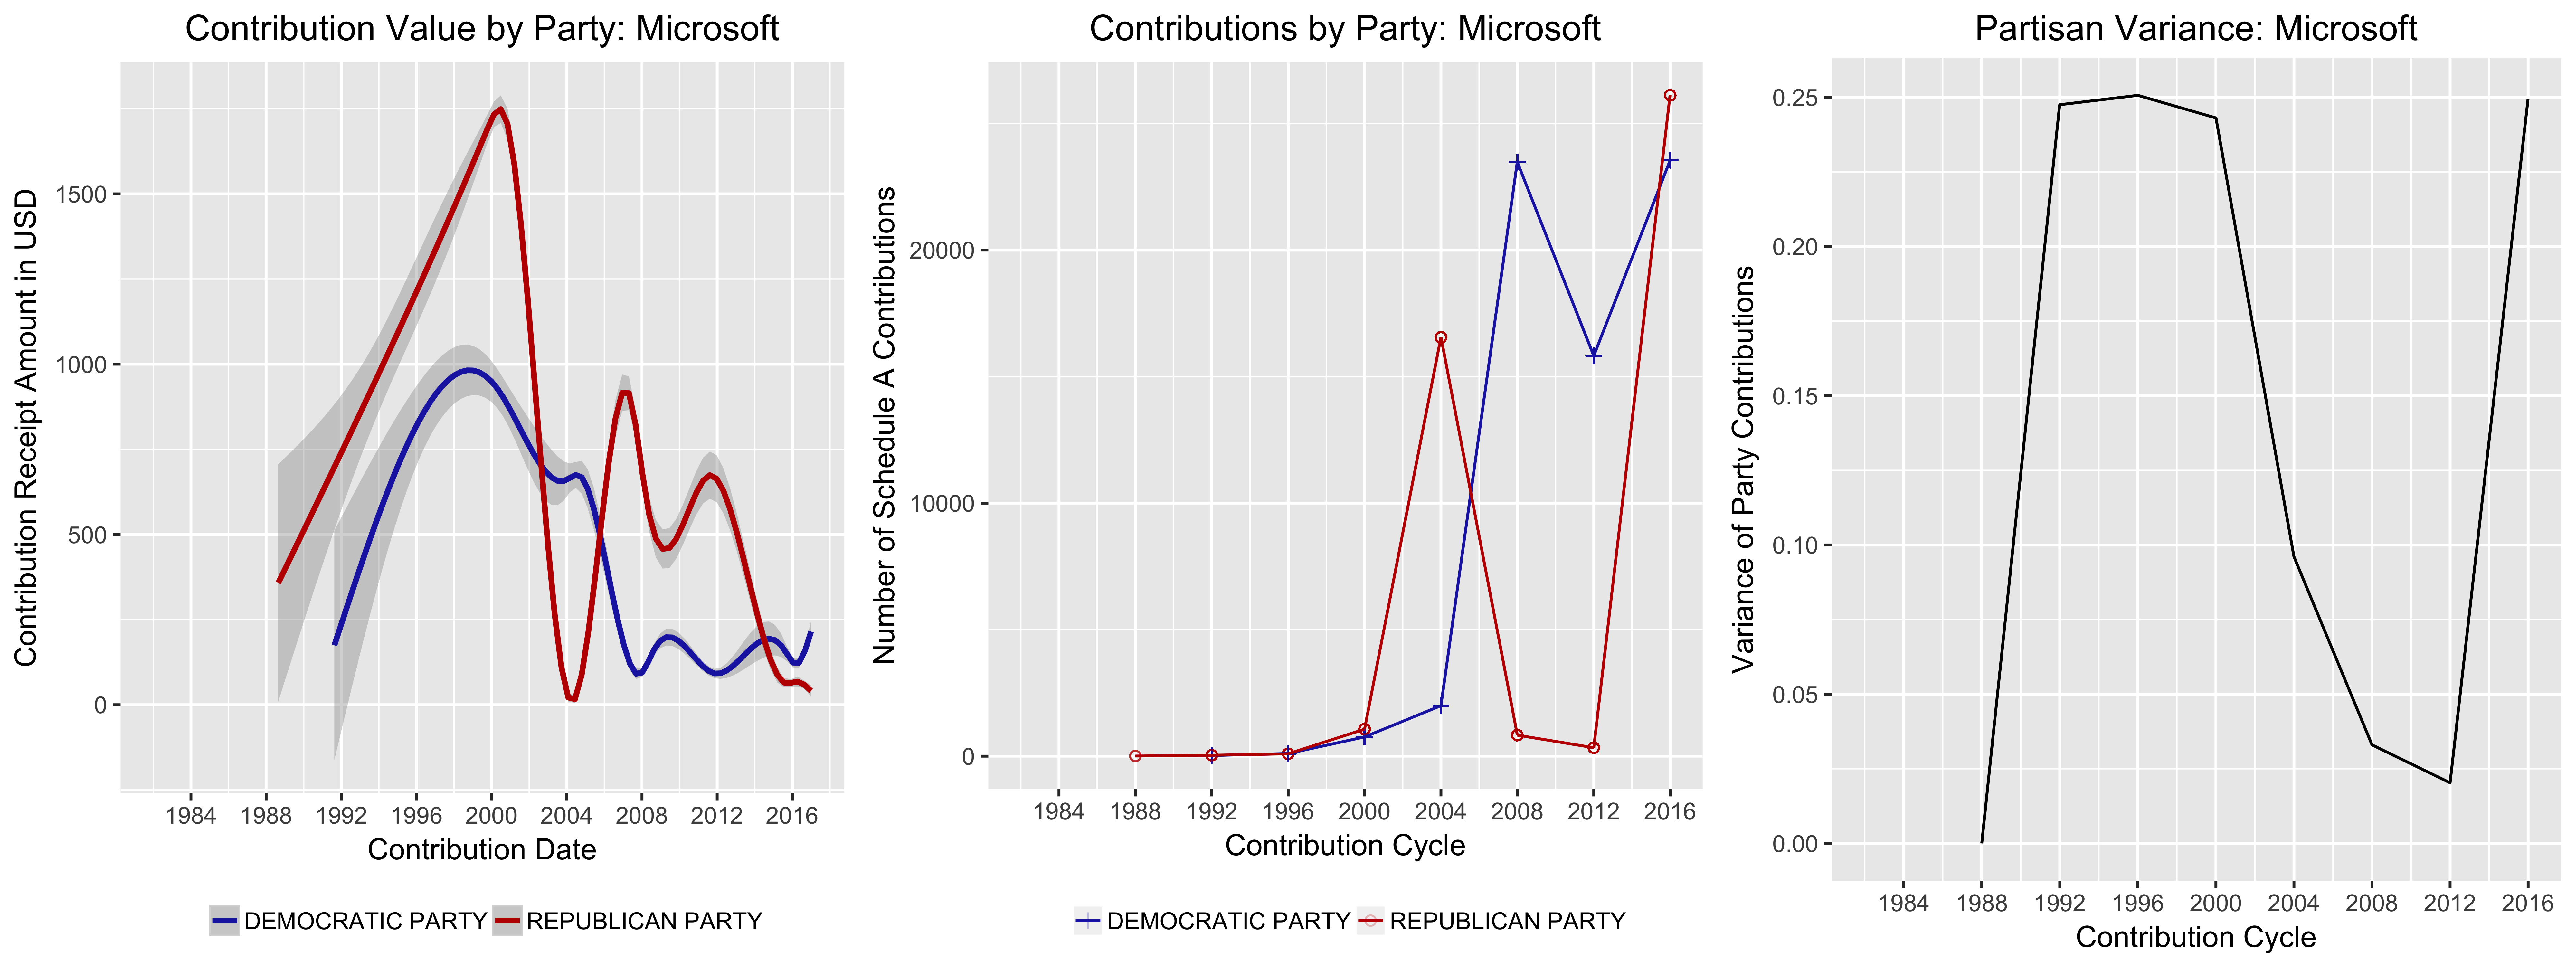 Contribution Value by Party: Microsoft
Contribution Receipt Amount in USD
1500
1000
500
0
1984 1988 1992 1996 2000 2004 2008 2012 2016
Contribution Date
DEMOCRATIC PARTY REPUBLICAN PARTY
Contributions by Party: Microsoft
Number of Schedule A Contributions
20000
10000
0
1984 1988 1992 1996 2000 2004 2008 2012 2016
Contribution Cycle
DEMOCRATIC PARTY REPUBLICAN PARTY
Partisan Variance: Microsoft
Variance of Party Contributions
0.25
0.20
0.15
0.10
0.05
0.00
1984 1988 1992 1996 2000 2004 2008 2012 2016
Contribution Cycle